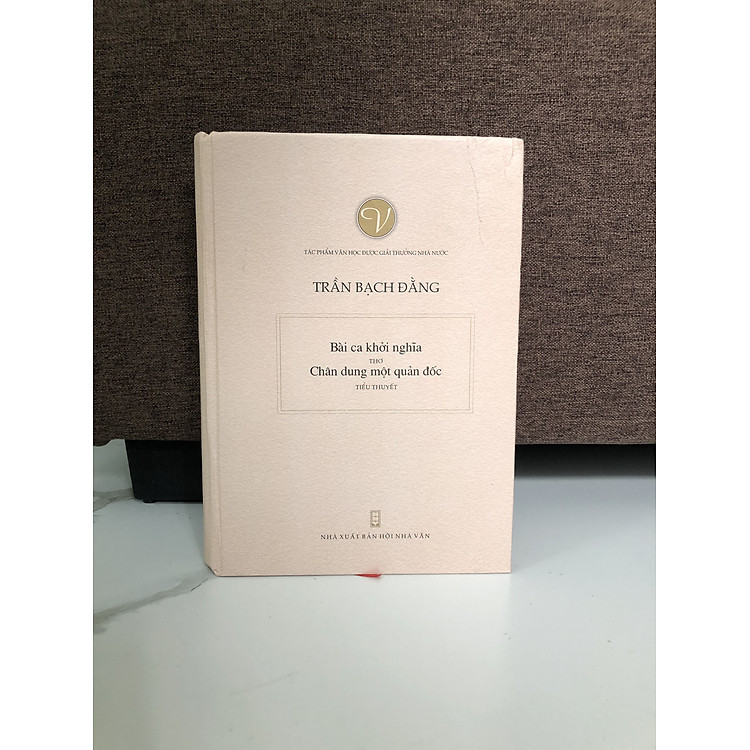 V
TÁC PHẨM VĂN HỌC ĐƯỢC GIẢI THƯỞNG NHÀ NƯỚC
TRẦN BẠCH ĐẰNG
Bài ca khởi nghĩa
THƠ
Chân dung một quản đốc
TIỂU THUYẾT
NHÀ XUẤT BẢN HỘI NHÀ VĂN